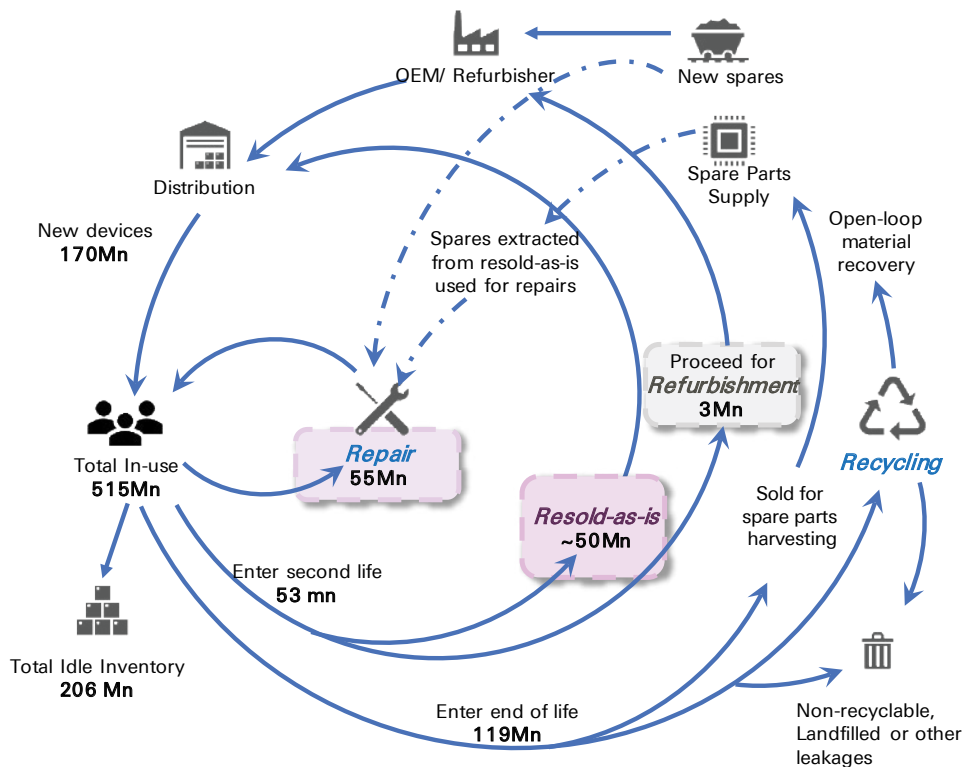 OEM/ Refurbisher
New spares
Distribution
Spare Parts
Supply
New devices
170Mn
Spares extracted
from resold-as-is
used for repairs
Open-loop
material
recovery
Proceed for
Refurbishment
3Mn
Total In-use
515Mn
Repair
55Mn
Recycling
Resold-as-is
~50Mn
Sold for
spare parts
harvesting
Enter second life
53 mn
Total Idle Inventory
206 Mn
Enter end of life
119Mn
Non-recyclable,
Landfilled or other
leakages